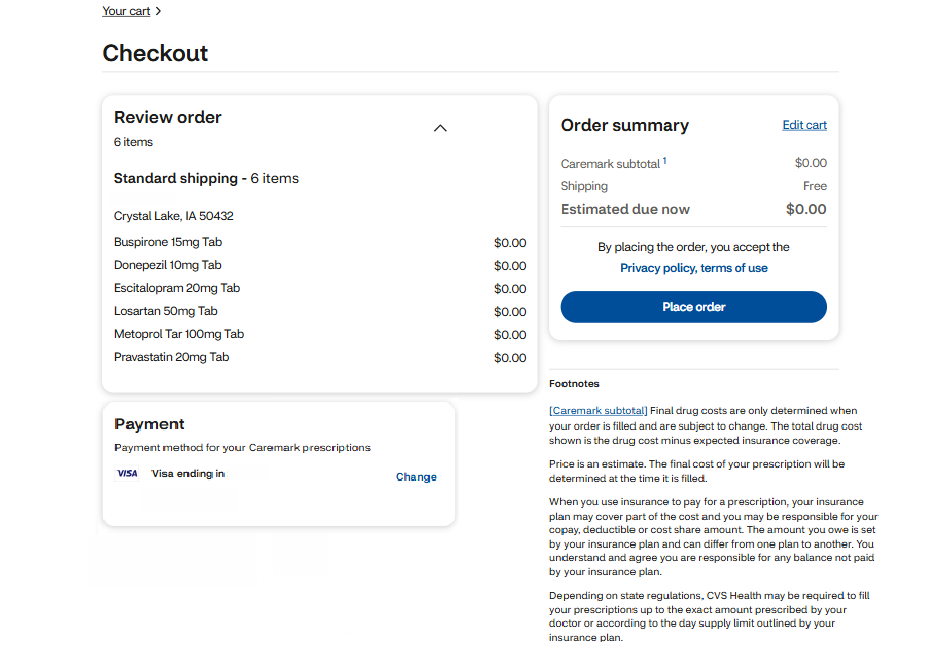 Your cart
Checkout
Review order
6 items
Standard shipping - 6 items
Crystal Lake, IA 50432
Buspirone 15mg Tab $0.00
Donepezil 10mg Tab $0.00
Escitalopram 20mg Tab $0.00
Losartan 50mg Tab $0.00
Metoprol Tar 100mg Tab $0.00
Pravastatin 20mg Tab $0.00
Payment
Payment method for your Caremark prescriptions
VISA Visa ending in
Change
Order summary Edit cart
Caremark subtotal 1 $0.00
Shipping Free
Estimated due now $0.00
By placing the order, you accept the
Privacy policy, terms of use
Place order
Footnotes
[Caremark subtotal] Final drug costs are only determined when
your order is filled and are subject to change. The total drug cost
shown is the drug cost minus expected insurance coverage.
Price is an estimate. The final cost of your prescription will be
determined at the time it is filled.
When you use insurance to pay for a prescription, your insurance
plan may cover part of the cost and you may be responsible for your
copay, deductible or cost share amount. The amount you owe is set
by your insurance plan and can differ from one plan to another. You
understand and agree you are responsible for any balance not paid
by your insurance plan.
Depending on state regulations, CVS Health may be required to fill
your prescriptions up to the exact amount prescribed by your
doctor or according to the day supply limit outlined by your
insurance plan.